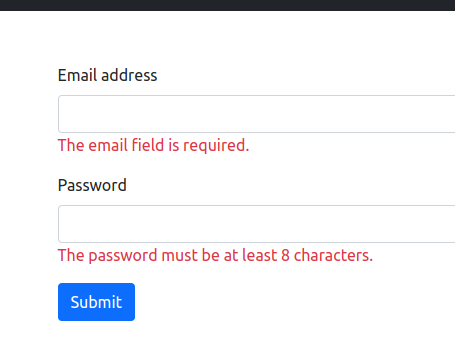 Email address
The email field is required.
Password
The password must be at least 8 characters.
Submit